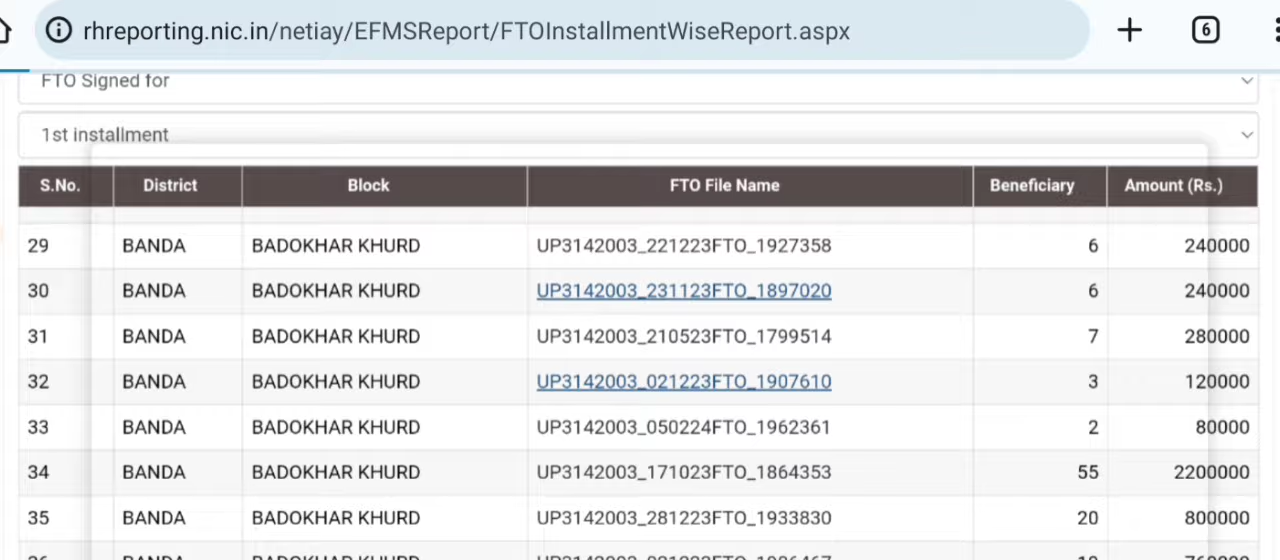 rhreporting.nic.in/netiay/EFMSReport/FTOInstallmentWiseReport.aspx 6
FTO Signed for
1st installment
S.No. District Block FTO File Name Beneficiary Amount (Rs.)
29 BANDA BADOKHAR KHURD UP3142003_221223FTO_1927358 6 240000
30 BANDA BADOKHAR KHURD UP3142003_231123FTO_1897020 6 240000
31 BANDA BADOKHAR KHURD UP3142003_210523FTO_1799514 7 280000
32 BANDA BADOKHAR KHURD UP3142003_021223FTO_1907610 3 120000
33 BANDA BADOKHAR KHURD UP3142003_050224FTO_1962361 2 80000
34 BANDA BADOKHAR KHURD UP3142003_171023FTO_1864353 55 2200000
35 BANDA BADOKHAR KHURD UP3142003_281223FTO_1933830 20 800000
BANDA BADOKHAR KHURD